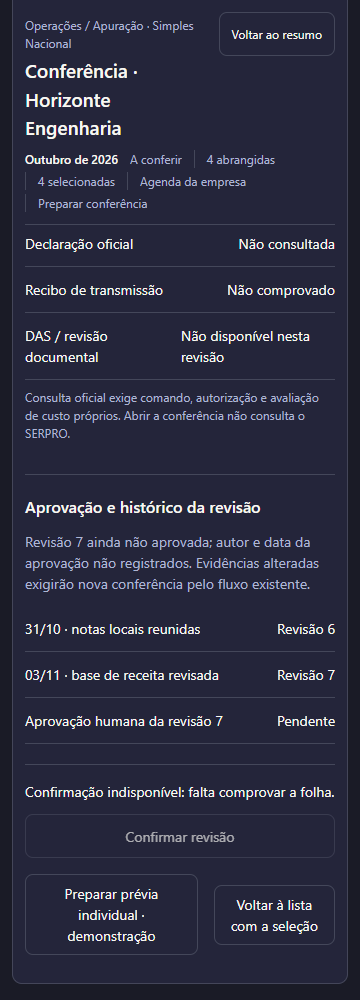 Operações / Apuração · Simples
Nacional
Voltar ao resumo
Conferência ·
Horizonte
Engenharia
Outubro de 2026 A conferir 4 abrangidas
4 selecionadas Agenda da empresa
Preparar conferência
Declaração oficial Não consultada
Recibo de transmissão Não comprovado
DAS / revisão
documental
Não disponível nesta
revisão
Consulta oficial exige comando, autorização e avaliação
de custo próprios. Abrir a conferência não consulta o
SERPRO.
Aprovação e histórico da revisão
Revisão 7 ainda não aprovada; autor e data da
aprovação não registrados. Evidências alteradas
exigirão nova conferência pelo fluxo existente.
31/10 · notas locais reunidas Revisão 6
03/11 · base de receita revisada Revisão 7
Aprovação humana da revisão 7 Pendente
Confirmação indisponível: falta comprovar a folha.
Confirmar revisão
Preparar prévia
individual ·
demonstração
Voltar à lista
com a seleção